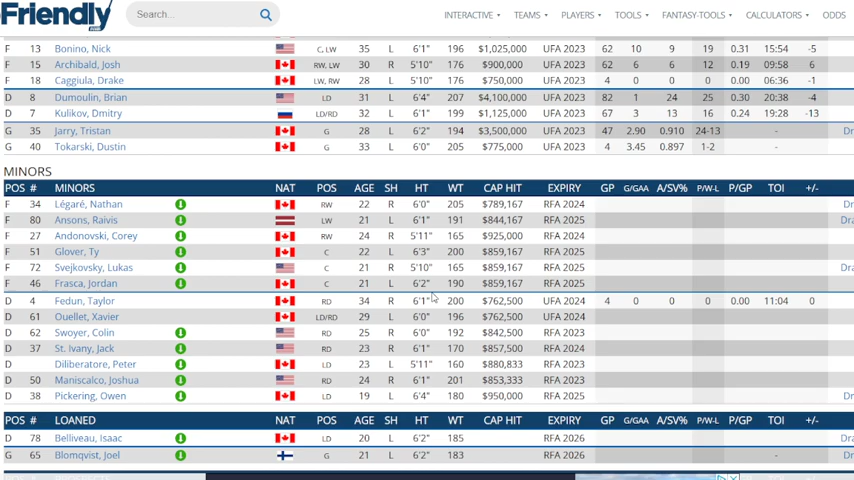 Friendly
Search...
INTERACTIVE TEAMS PLAYERS TOOLS FANTASY-TOOLS CALCULATORS ODDS
F 13 Bonino, Nick C, LW 35 L 6'1" 196 $1,025,000 UFA 2023 62 10 9 19 0.31 15:54 -5
F 15 Archibald, Josh RW, LW 30 R 5'10" 176 $900,000 UFA 2023 62 6 6 12 0.19 09:58 6
F 18 Caggiula, Drake LW, RW 28 L 5'10" 176 $750,000 UFA 2023 4 0 0 0 0.00 06:36 -1
D 8 Dumoulin, Brian LD 31 L 6'4" 207 $4,100,000 UFA 2023 82 1 24 25 0.30 20:38 -4
D 7 Kulikov, Dmitry LD/RD 32 L 6'1" 199 $1,125,000 UFA 2023 67 3 13 16 0.24 19:28 -13
G 35 Jarry, Tristan G 28 L 6'2" 194 $3,500,000 UFA 2023 47 2.90 0.910 24-13 - Dr
G 40 Tokarski, Dustin G 33 L 6'0" 205 $775,000 UFA 2023 4 3.45 0.897 1-2 -
MINORS
POS # MINORS NAT POS AGE SH HT WT CAP HIT EXPIRY GP G/GAA A/SV% P/W-L P/GP TOI +/-
F 34 Légaré, Nathan RW 22 R 6'0" 205 $789,167 RFA 2024 Dr
F 80 Ansons, Raivis LW 21 L 6'1" 191 $844,167 RFA 2025 Dr
F 27 Andonovski, Corey RW 24 R 5'11" 165 $925,000 RFA 2024
F 51 Glover, Ty C 22 L 6'3" 200 $859,167 RFA 2025
F 72 Svejkovsky, Lukas C 21 R 5'10" 165 $859,167 RFA 2025 Dr
F 46 Frasca, Jordan C 21 L 6'2" 190 $859,167 RFA 2025
D 4 Fedun, Taylor RD 34 R 6'1" 200 $762,500 UFA 2024 4 0 0 0 0.00 11:04 0
D 61 Ouellet, Xavier LD/RD 29 L 6'0" 196 $762,500 UFA 2024
D 62 Swoyer, Colin RD 25 R 6'0" 192 $842,500 RFA 2023
D 37 St. Ivany, Jack RD 23 R 6'1" 170 $857,500 RFA 2024
D Diliberatore, Peter LD 23 L 5'11" 160 $880,833 RFA 2023
D 50 Maniscalco, Joshua RD 24 R 6'1" 201 $853,333 RFA 2023
D 38 Pickering, Owen LD 19 L 6'4" 180 $950,000 RFA 2025 Dr
POS # LOANED NAT POS AGE SH HT WT CAP HIT EXPIRY GP G/GAA A/SV% P/W-L P/GP TOI +/-
D 78 Belliveau, Isaac LD 20 L 6'2" 185 RFA 2026 Dra
G 65 Blomqvist, Joel G 21 L 6'2" 183 RFA 2026 - Dr